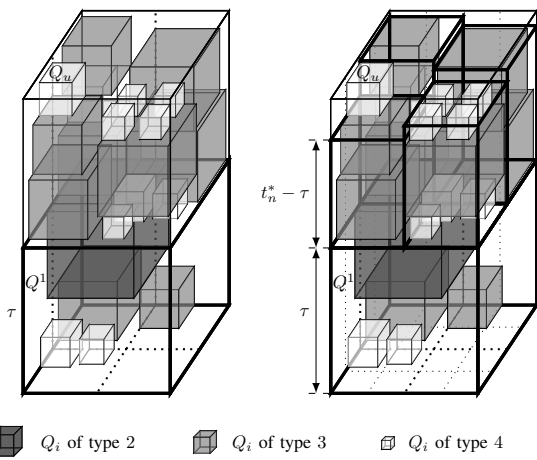 Q_u
Q_u
t_n^* − τ
Q^1
Q^1
τ
τ
Q_i of type 2
Q_i of type 3
Q_i of type 4